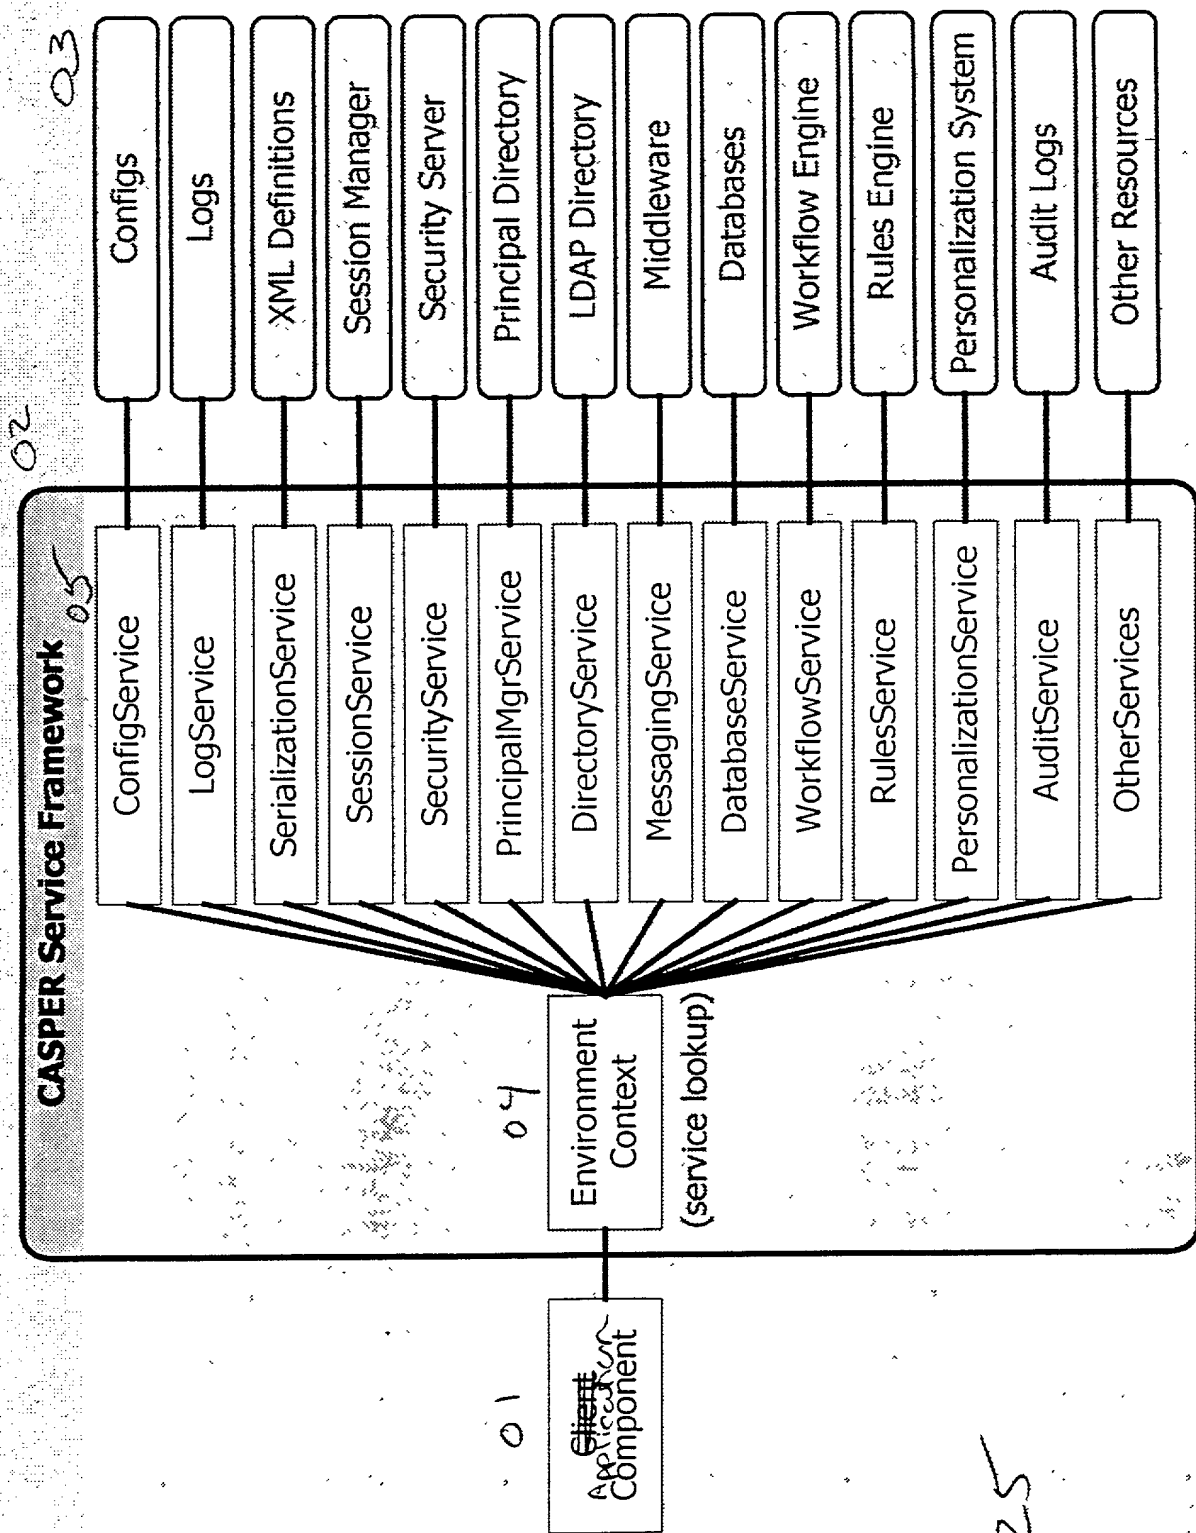 02
03
CASPER Service Framework
05
01
Client
Application
Component
04
Environment
Context
(service lookup)
ConfigService
Configs
LogService
Logs
SerializationService
XML Definitions
SessionService
Session Manager
SecurityService
Security Server
PrincipalMgrService
Principal Directory
DirectoryService
LDAP Directory
MessagingService
Middleware
DatabaseService
Databases
WorkflowService
Workflow Engine
RulesService
Rules Engine
PersonalizationService
Personalization System
AuditService
Audit Logs
OtherServices
Other Resources
25